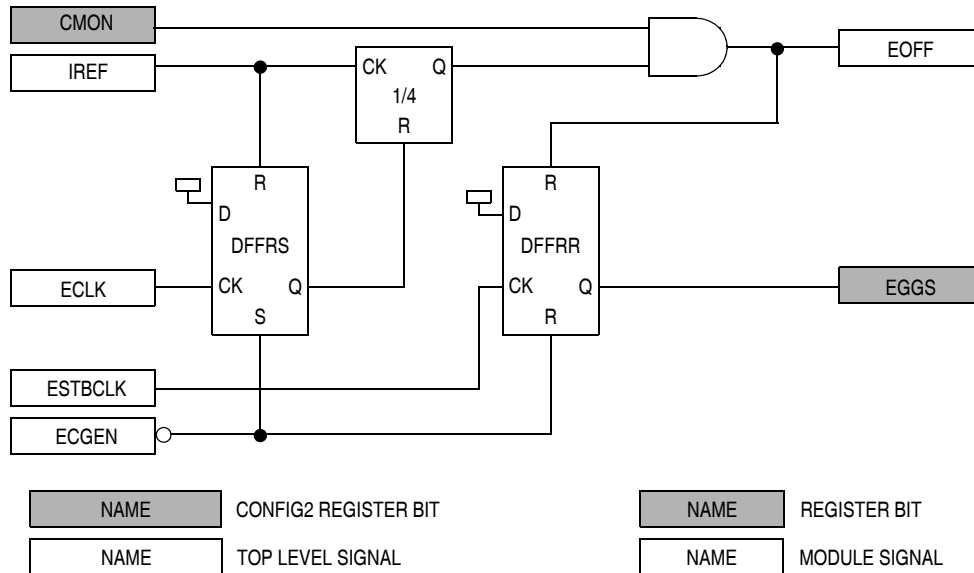 CMON
EOFF
IREF
CK Q
1/4
R
R
D
DFFRS
CK Q
S
R
D
DFFRR
CK Q
R
ECLK
EGGS
ESTBCLK
ECGEN
NAME CONFIG2 REGISTER BIT
NAME REGISTER BIT
NAME TOP LEVEL SIGNAL
NAME MODULE SIGNAL